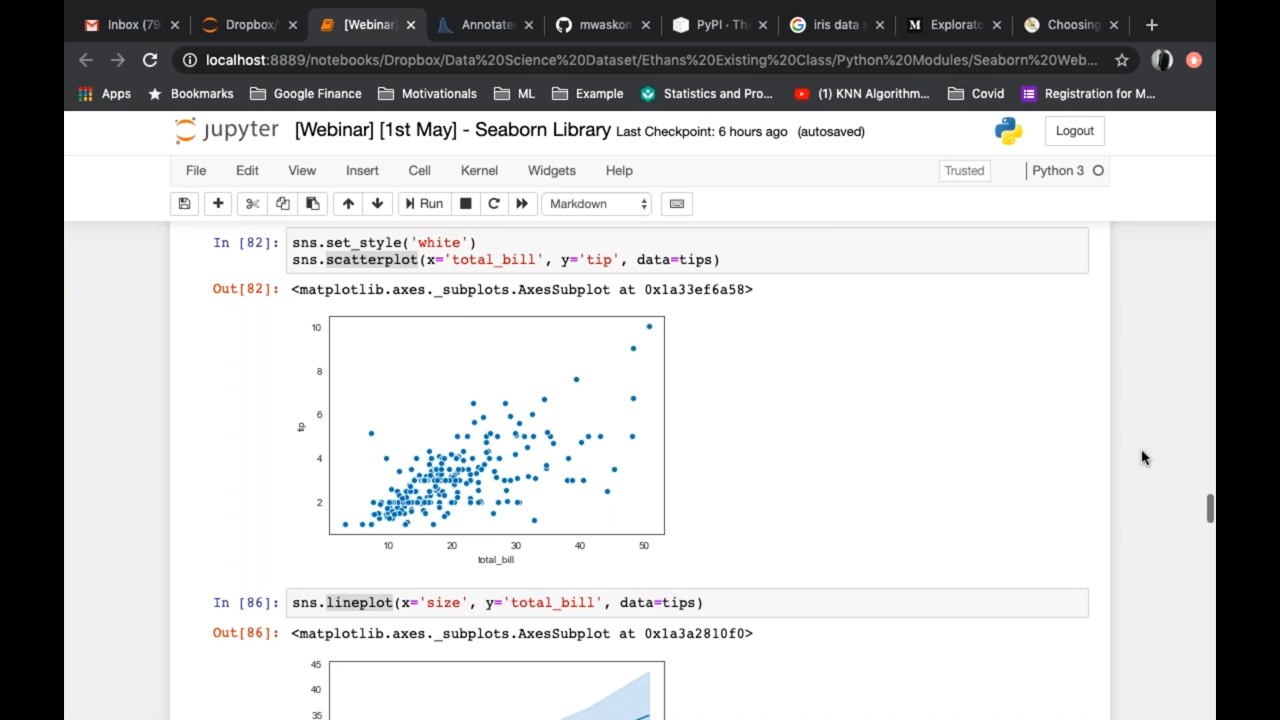 Inbox (79 Dropbox/ [Webinar Annotate mwaskom PyPI · Th iris data s Explorato Choosing
localhost:8889/notebooks/Dropbox/Data%20Science%20Dataset/Ethans%20Existing%20Class/Python%20Modules/Seaborn%20Web...
Apps Bookmarks Google Finance Motivationals ML Example Statistics and Pro... (1) KNN Algorithm... Covid Registration for M...
jupyter [Webinar] [1st May] - Seaborn Library Last Checkpoint: 6 hours ago (autosaved) Logout
File Edit View Insert Cell Kernel Widgets Help Trusted Python 3
Run Markdown
In [82]: sns.set_style('white')
sns.scatterplot(x='total_bill', y='tip', data=tips)
Out[82]: <matplotlib.axes._subplots.AxesSubplot at 0x1a33ef6a58>
10
8
6
tip
4
2
10 20 30 40 50
total_bill
In [86]: sns.lineplot(x='size', y='total_bill', data=tips)
Out[86]: <matplotlib.axes._subplots.AxesSubplot at 0x1a3a2810f0>
45
40
35